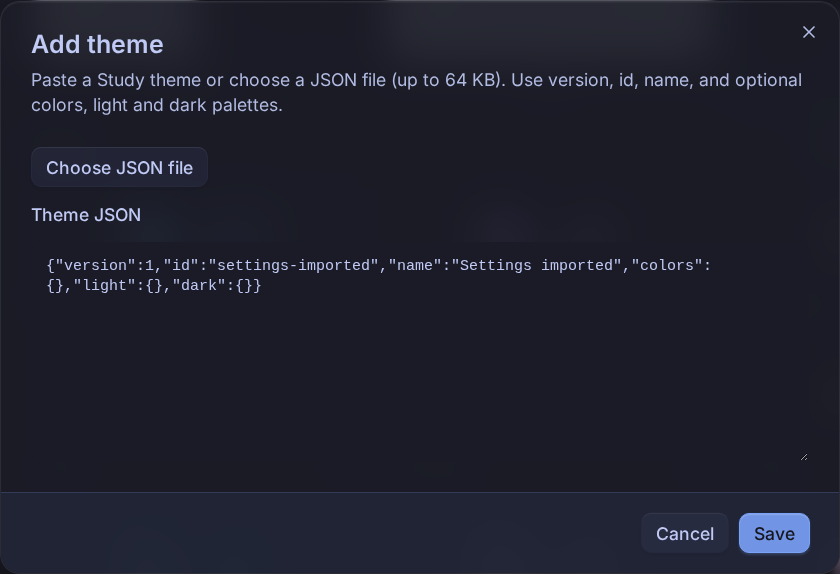 Add theme
Paste a Study theme or choose a JSON file (up to 64 KB). Use version, id, name, and optional
colors, light and dark palettes.
Choose JSON file
Theme JSON
{"version":1,"id":"settings-imported","name":"Settings imported","colors":
{},"light":{},"dark":{}}
Cancel
Save